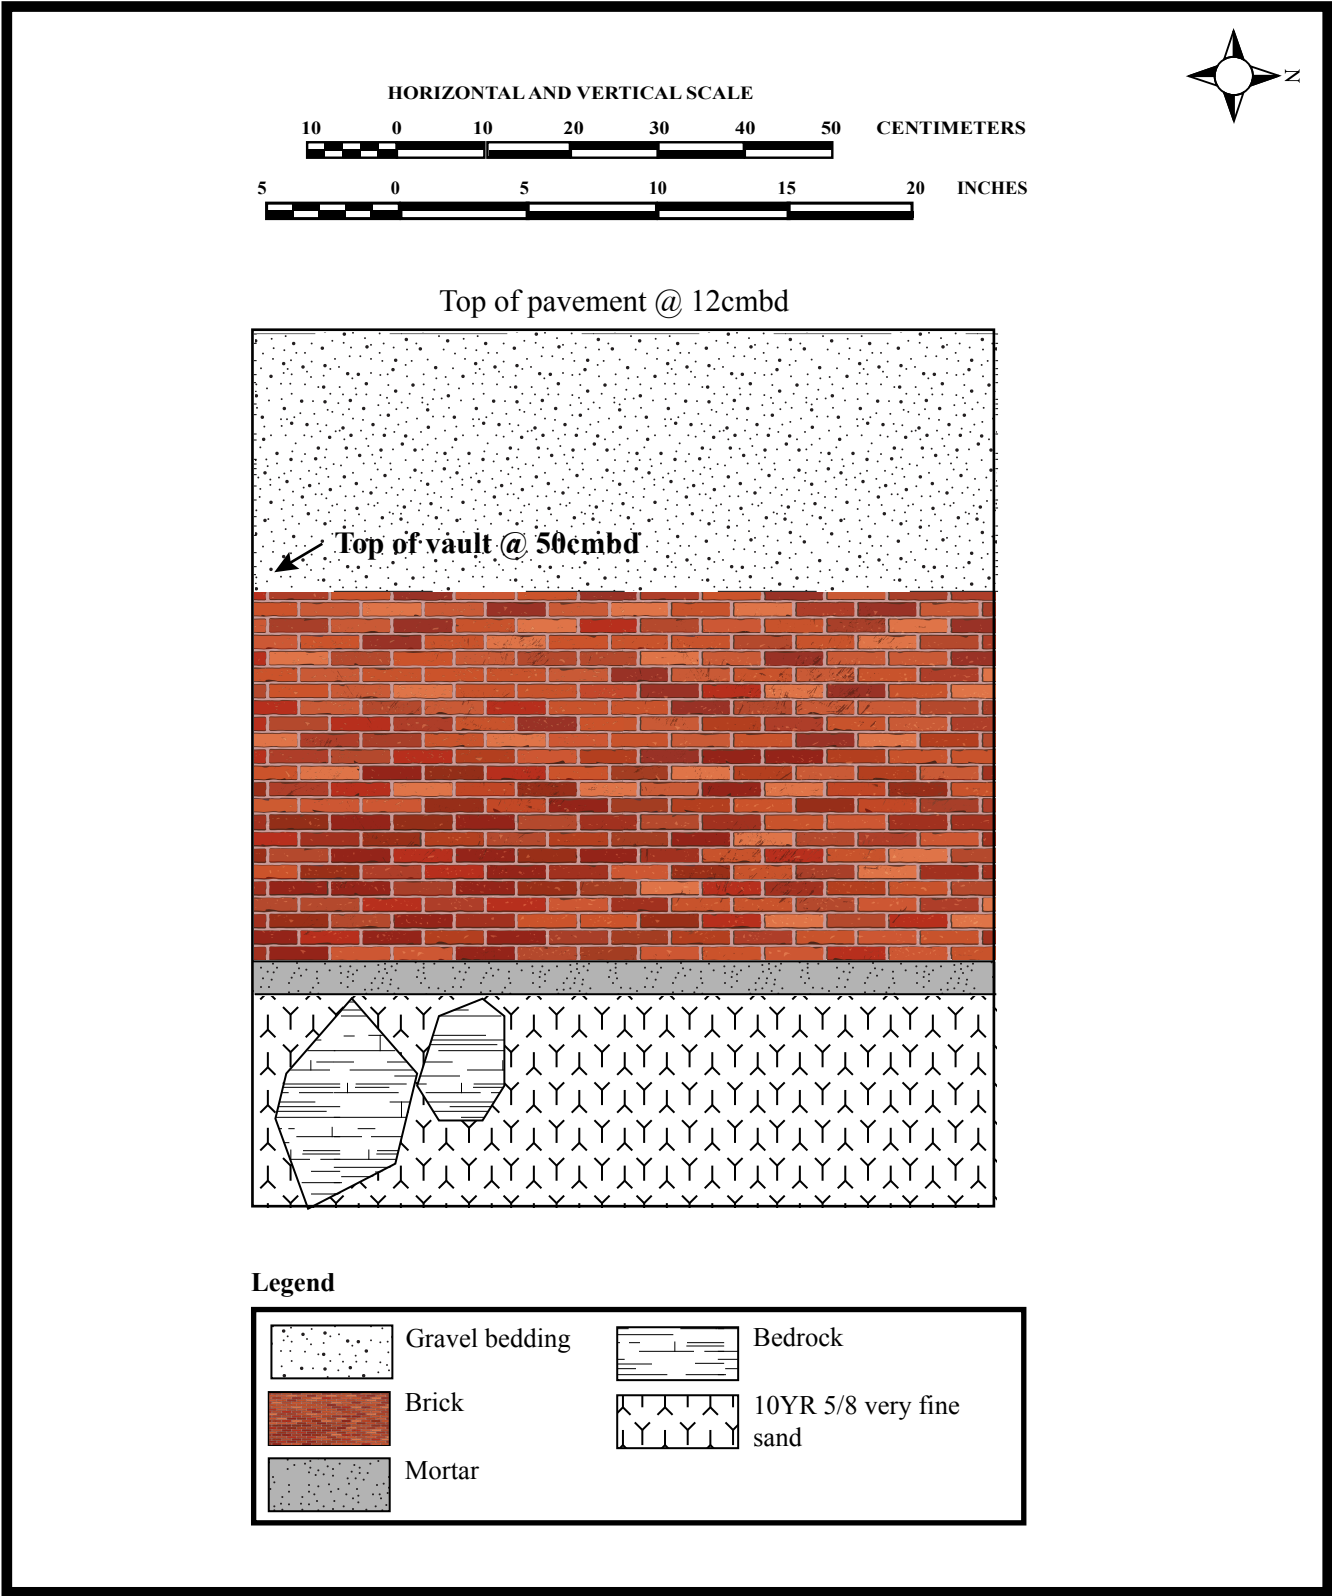 N
HORIZONTAL AND VERTICAL SCALE
10 0 10 20 30 40 50 CENTIMETERS
5 0 5 10 15 20 INCHES
Top of pavement @ 12cmbd
Top of vault @ 50cmbd
Legend
Gravel bedding
Brick
Mortar
Bedrock
10YR 5/8 very fine
sand